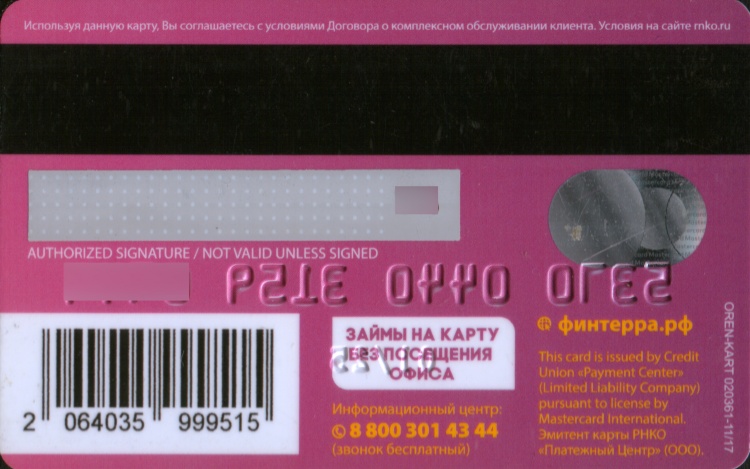 Используя данную карту, Вы соглашаетесь с условиями Договора о комплексном обслуживании клиента. Условия на сайте rnko.ru
AUTHORIZED SIGNATURE / NOT VALID UNLESS SIGNED
2 064035 999515
ЗАЙМЫ НА КАРТУ
БЕЗ ПОСЕЩЕНИЯ
ОФИСА
Информационный центр:
8 800 301 43 44
(звонок бесплатный)
финтерра.рф
This card is issued by Credit
Union «Payment Center»
(Limited Liability Company)
pursuant to license by
Mastercard International.
Эмитент карты РНКО
«Платежный Центр» (ООО).
OREN-KART 020361-11/17